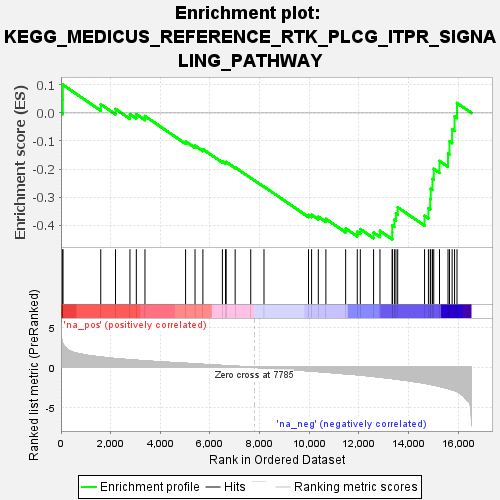 Enrichment plot:
KEGG_MEDICUS_REFERENCE_RTK_PLCG_ITPR_SIGNA
LING_PATHWAY
Enrichment score (ES)
0.1
0.0
-0.1
-0.2
-0.3
-0.4
'na_pos' (positively correlated)
Ranked list metric (PreRanked)
5
0
-5
Zero cross at 7785
'na_neg' (negatively correlated)
0
2,000
4,000
6,000
8,000
10,000
12,000
14,000
16,000
Rank in Ordered Dataset
Enrichment profile
Hits
Ranking metric scores